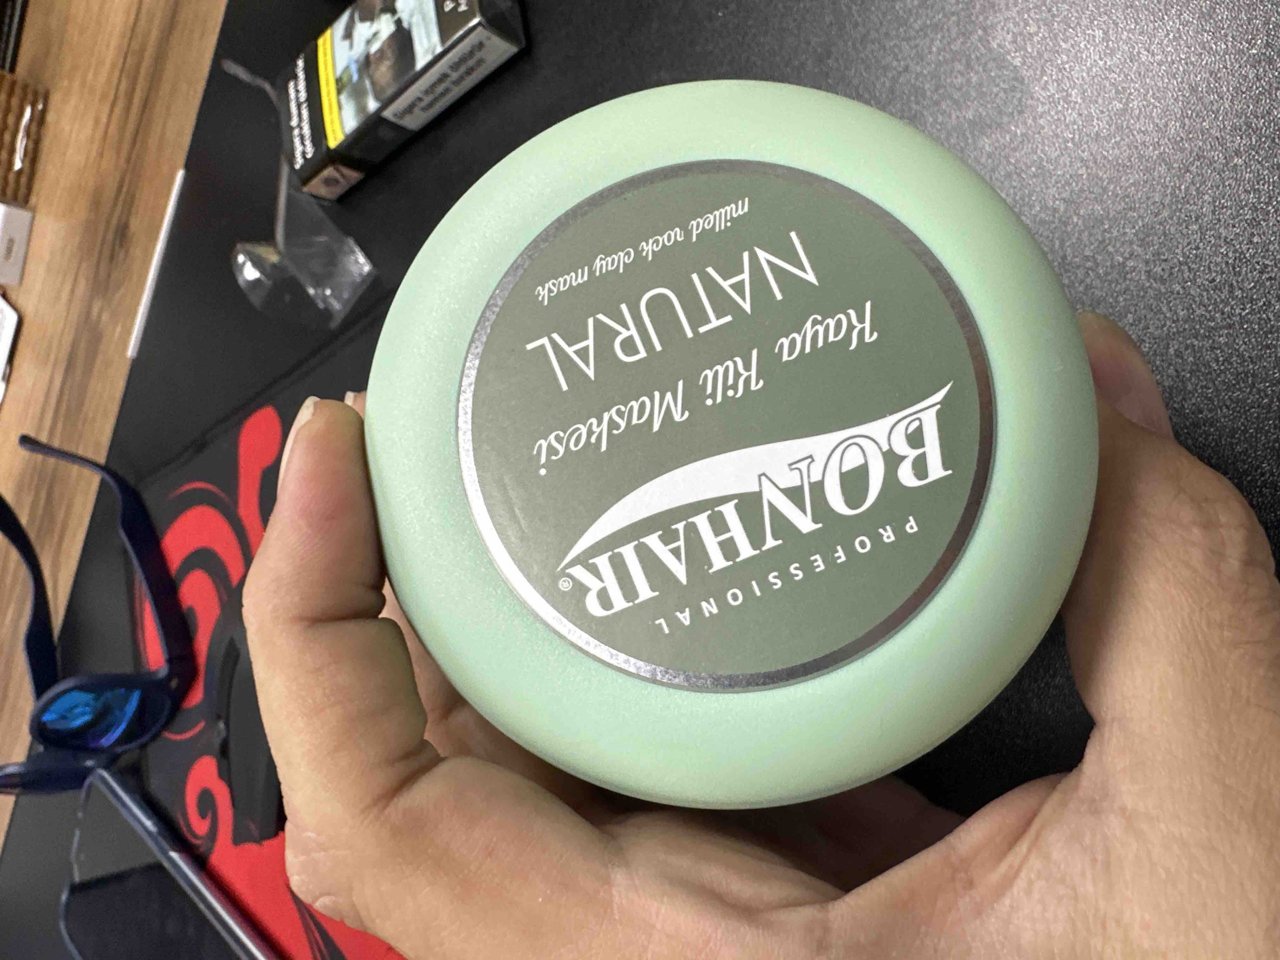 PROFESSIONAL
BONHAIR®
Kaya Kili Maskesi
NATURAL
milled rock clay mask